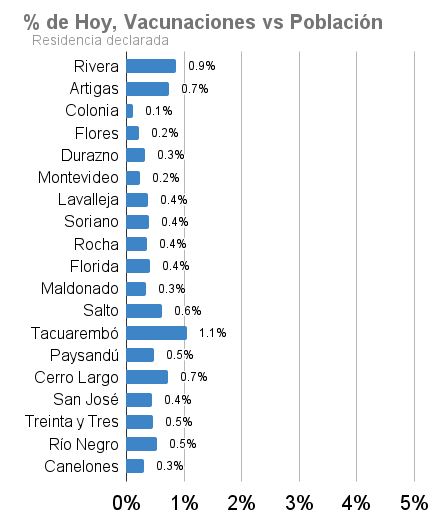 % de Hoy, Vacunaciones vs Población
Residencia declarada
Rivera 0.9%
Artigas 0.7%
Colonia 0.1%
Flores 0.2%
Durazno 0.3%
Montevideo 0.2%
Lavalleja 0.4%
Soriano 0.4%
Rocha 0.4%
Florida 0.4%
Maldonado 0.3%
Salto 0.6%
Tacuarembó 1.1%
Paysandú 0.5%
Cerro Largo 0.7%
San José 0.4%
Treinta y Tres 0.5%
Río Negro 0.5%
Canelones 0.3%
0% 1% 2% 3% 4% 5%